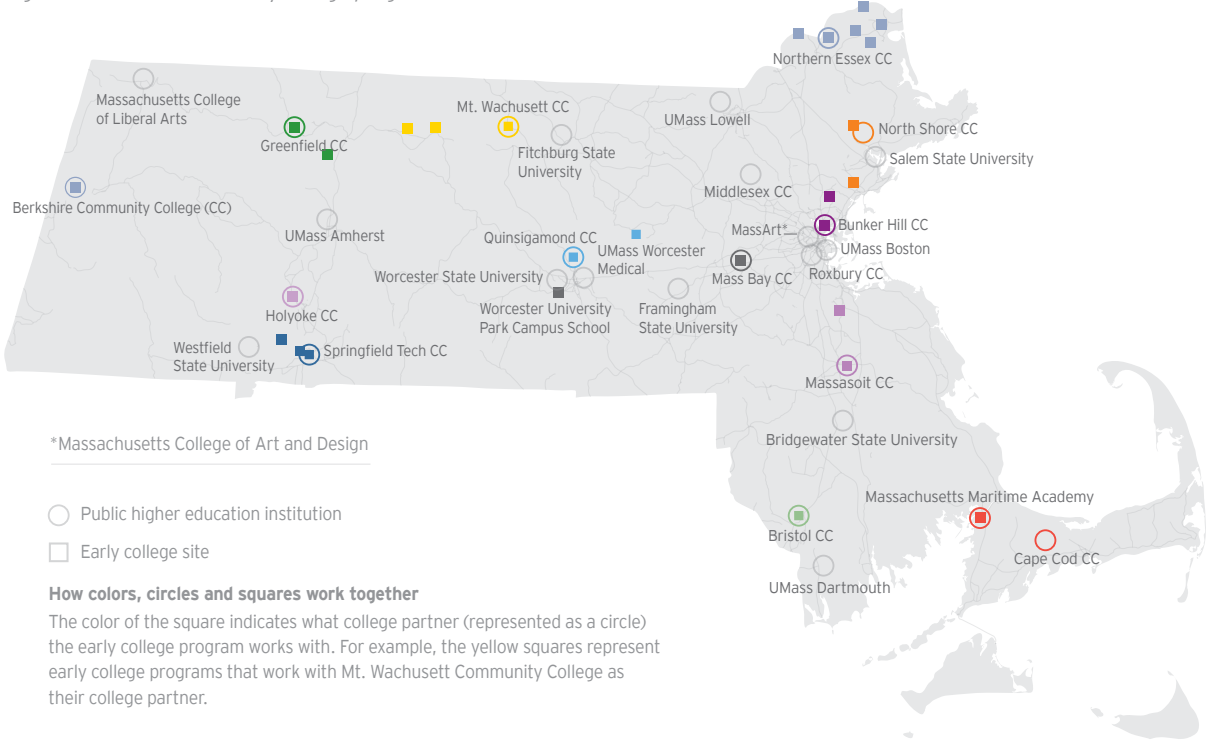 Northern Essex CC
Massachusetts College
of Liberal Arts
Mt. Wachusett CC
UMass Lowell
North Shore CC
Greenfield CC
Fitchburg State
University
Salem State University
Middlesex CC
Berkshire Community College (CC)
UMass Amherst
Quinsigamond CC
MassArt*
Bunker Hill CC
UMass Worcester
Medical
UMass Boston
Worcester State University
Mass Bay CC
Roxbury CC
Holyoke CC
Worcester University
Park Campus School
Framingham
State University
Westfield
State University
Springfield Tech CC
Massasoit CC
*Massachusetts College of Art and Design
Bridgewater State University
Massachusetts Maritime Academy
Public higher education institution
Bristol CC
Early college site
Cape Cod CC
UMass Dartmouth
How colors, circles and squares work together
The color of the square indicates what college partner (represented as a circle)
the early college program works with. For example, the yellow squares represent
early college programs that work with Mt. Wachusett Community College as
their college partner.